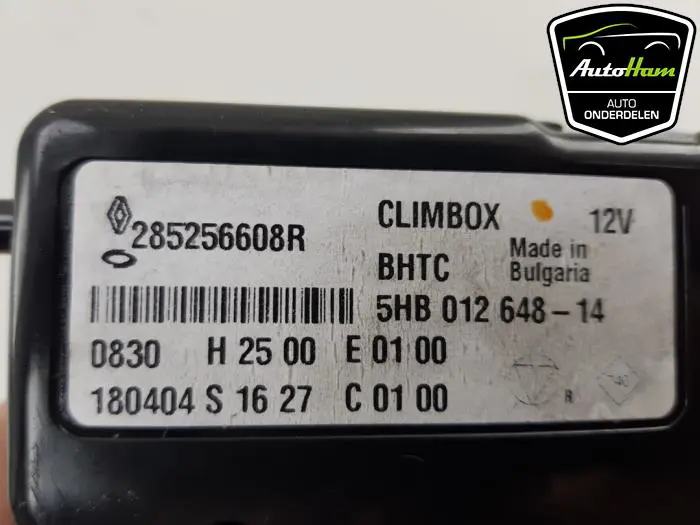 AutoHam
AUTO
ONDERDELEN
285256608R
CLIMBOX 12V
BHTC Made in
Bulgaria
5HB 012 648-14
0830 H 25 00 E 01 00
180404 S 16 27 C 01 00
R